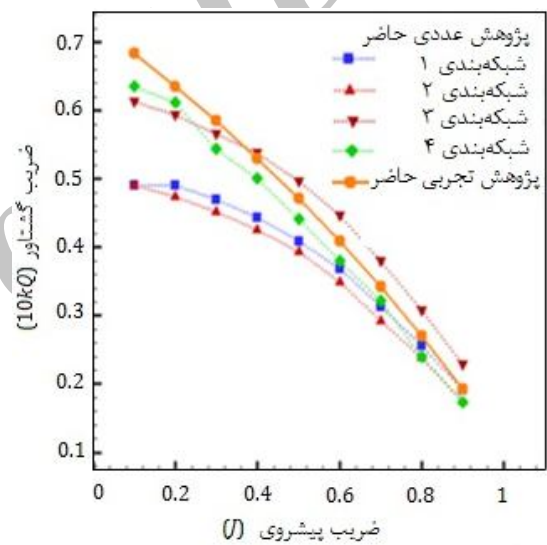 پژوهش عددی حاضر
شبکه‌بندی ۱
شبکه‌بندی ۲
شبکه‌بندی ۳
شبکه‌بندی ۴
پژوهش تجربی حاضر
ضریب گشتاور (10kQ)
0.7
0.6
0.5
0.4
0.3
0.2
0.1
0 0.2 0.4 0.6 0.8 1
ضریب پیشروی (J)